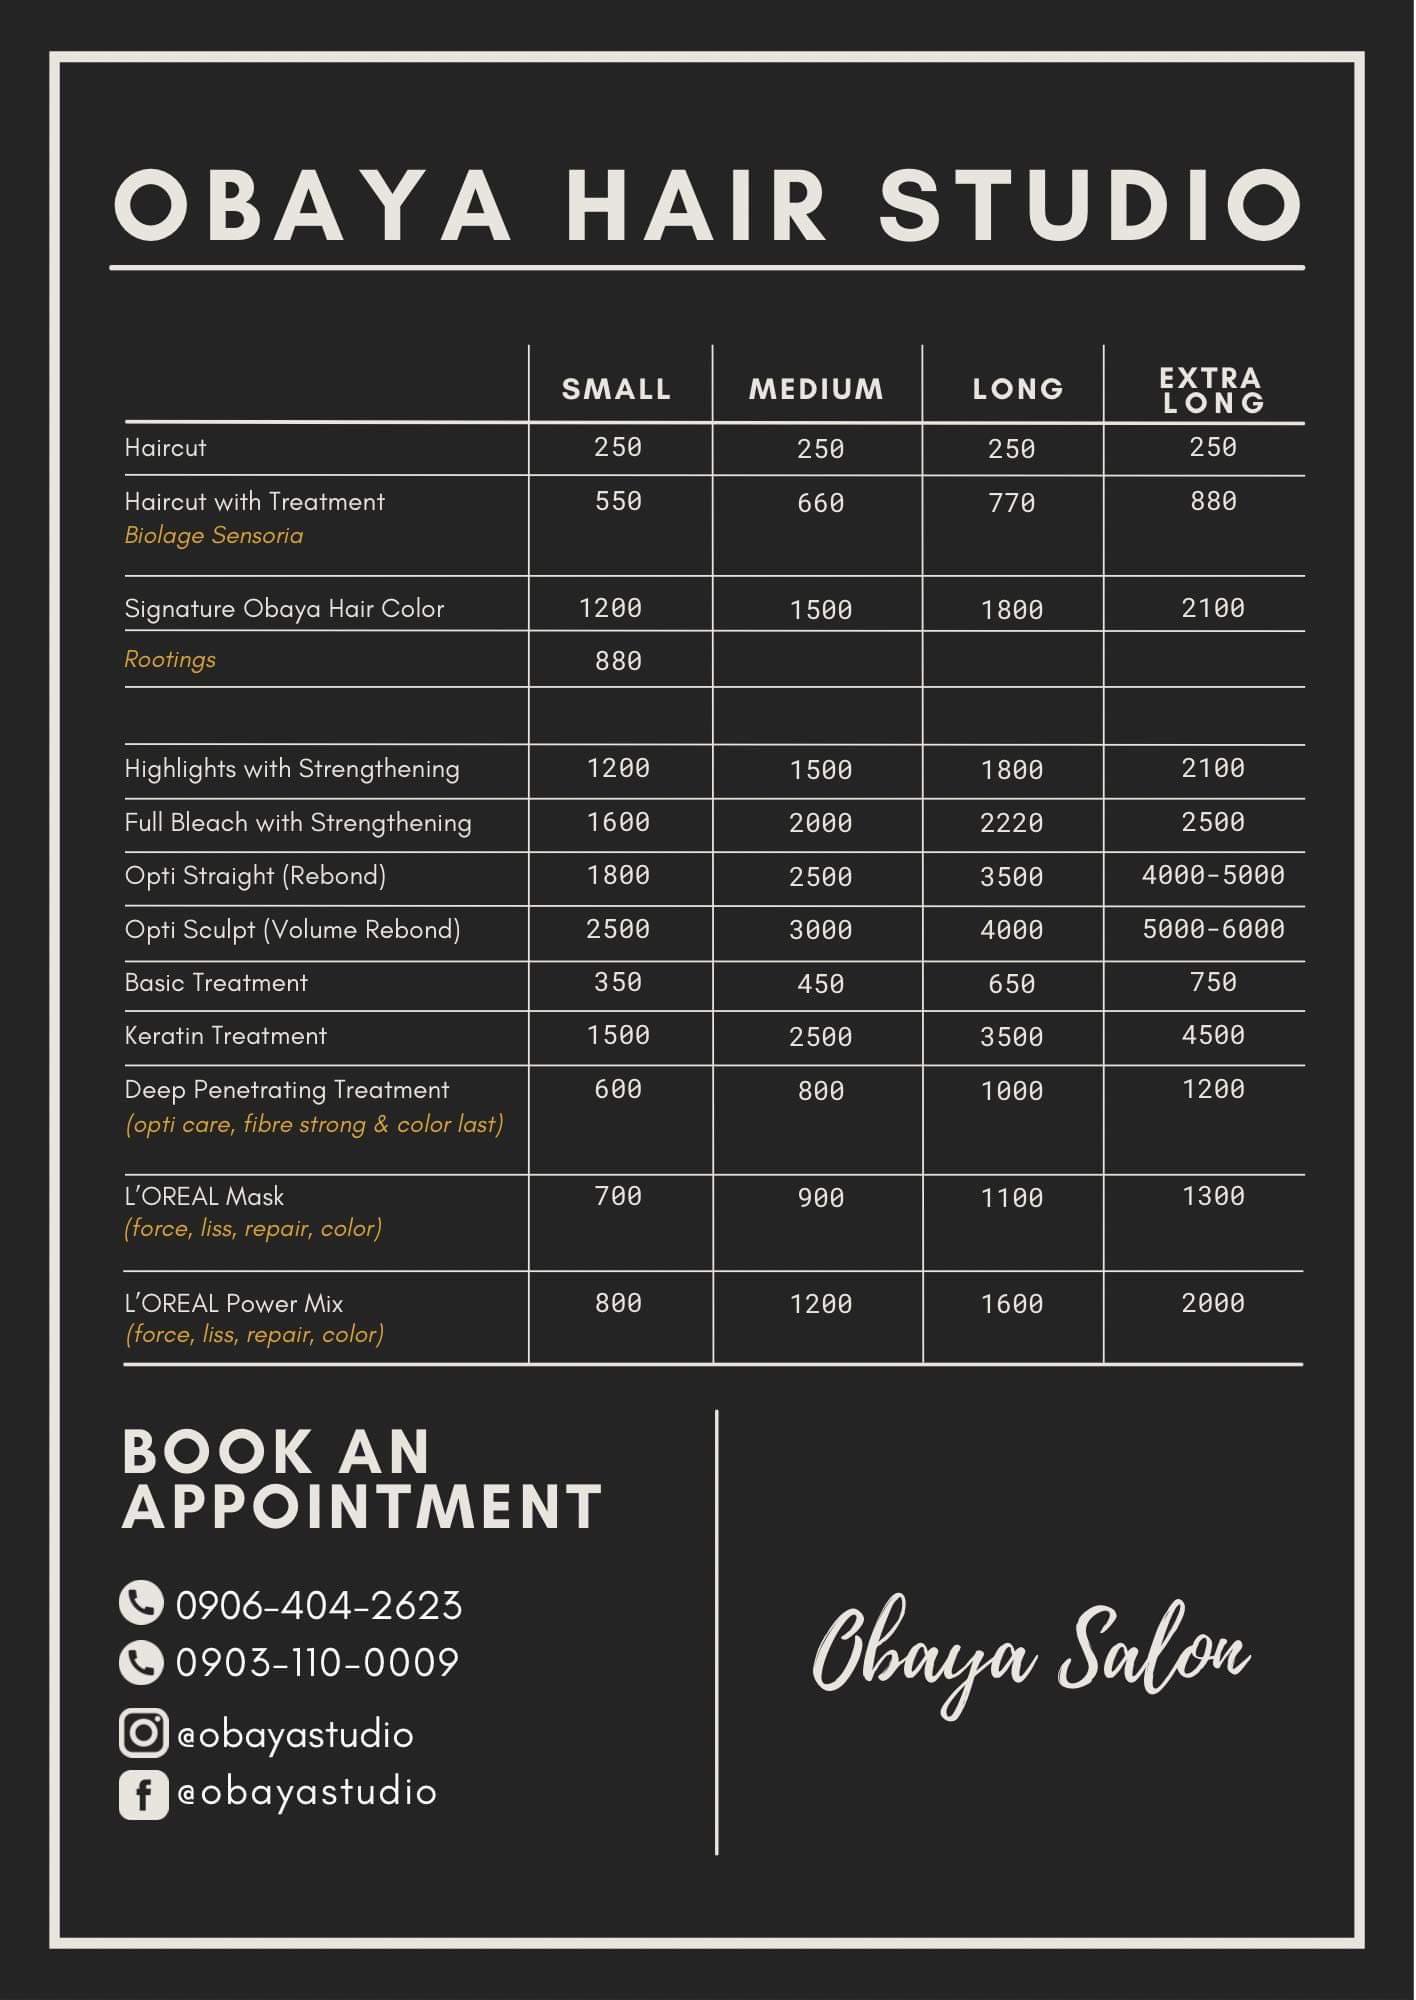 OBAYA HAIR STUDIO
SMALL MEDIUM LONG EXTRA LONG
Haircut 250 250 250 250
Haircut with Treatment 550 660 770 880
Biolage Sensoria
Signature Obaya Hair Color 1200 1500 1800 2100
Rootings 880
Highlights with Strengthening 1200 1500 1800 2100
Full Bleach with Strengthening 1600 2000 2220 2500
Opti Straight (Rebond) 1800 2500 3500 4000-5000
Opti Sculpt (Volume Rebond) 2500 3000 4000 5000-6000
Basic Treatment 350 450 650 750
Keratin Treatment 1500 2500 3500 4500
Deep Penetrating Treatment 600 800 1000 1200
(opti care, fibre strong & color last)
L'OREAL Mask 700 900 1100 1300
(force, liss, repair, color)
L'OREAL Power Mix 800 1200 1600 2000
(force, liss, repair, color)
BOOK AN
APPOINTMENT
0906-404-2623
0903-110-0009
@obayastudio
@obayastudio
Obaya Salon